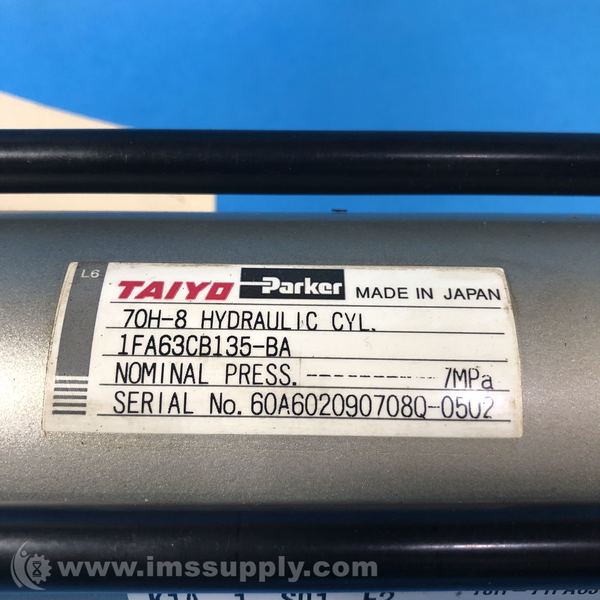 L6
TAIYO Parker MADE IN JAPAN
70H-8 HYDRAULIC CYL.
1FA63CB135-BA
NOMINAL PRESS. ------------ 7MPa
SERIAL No. 60A602090708Q-0502
www.imssupply.com